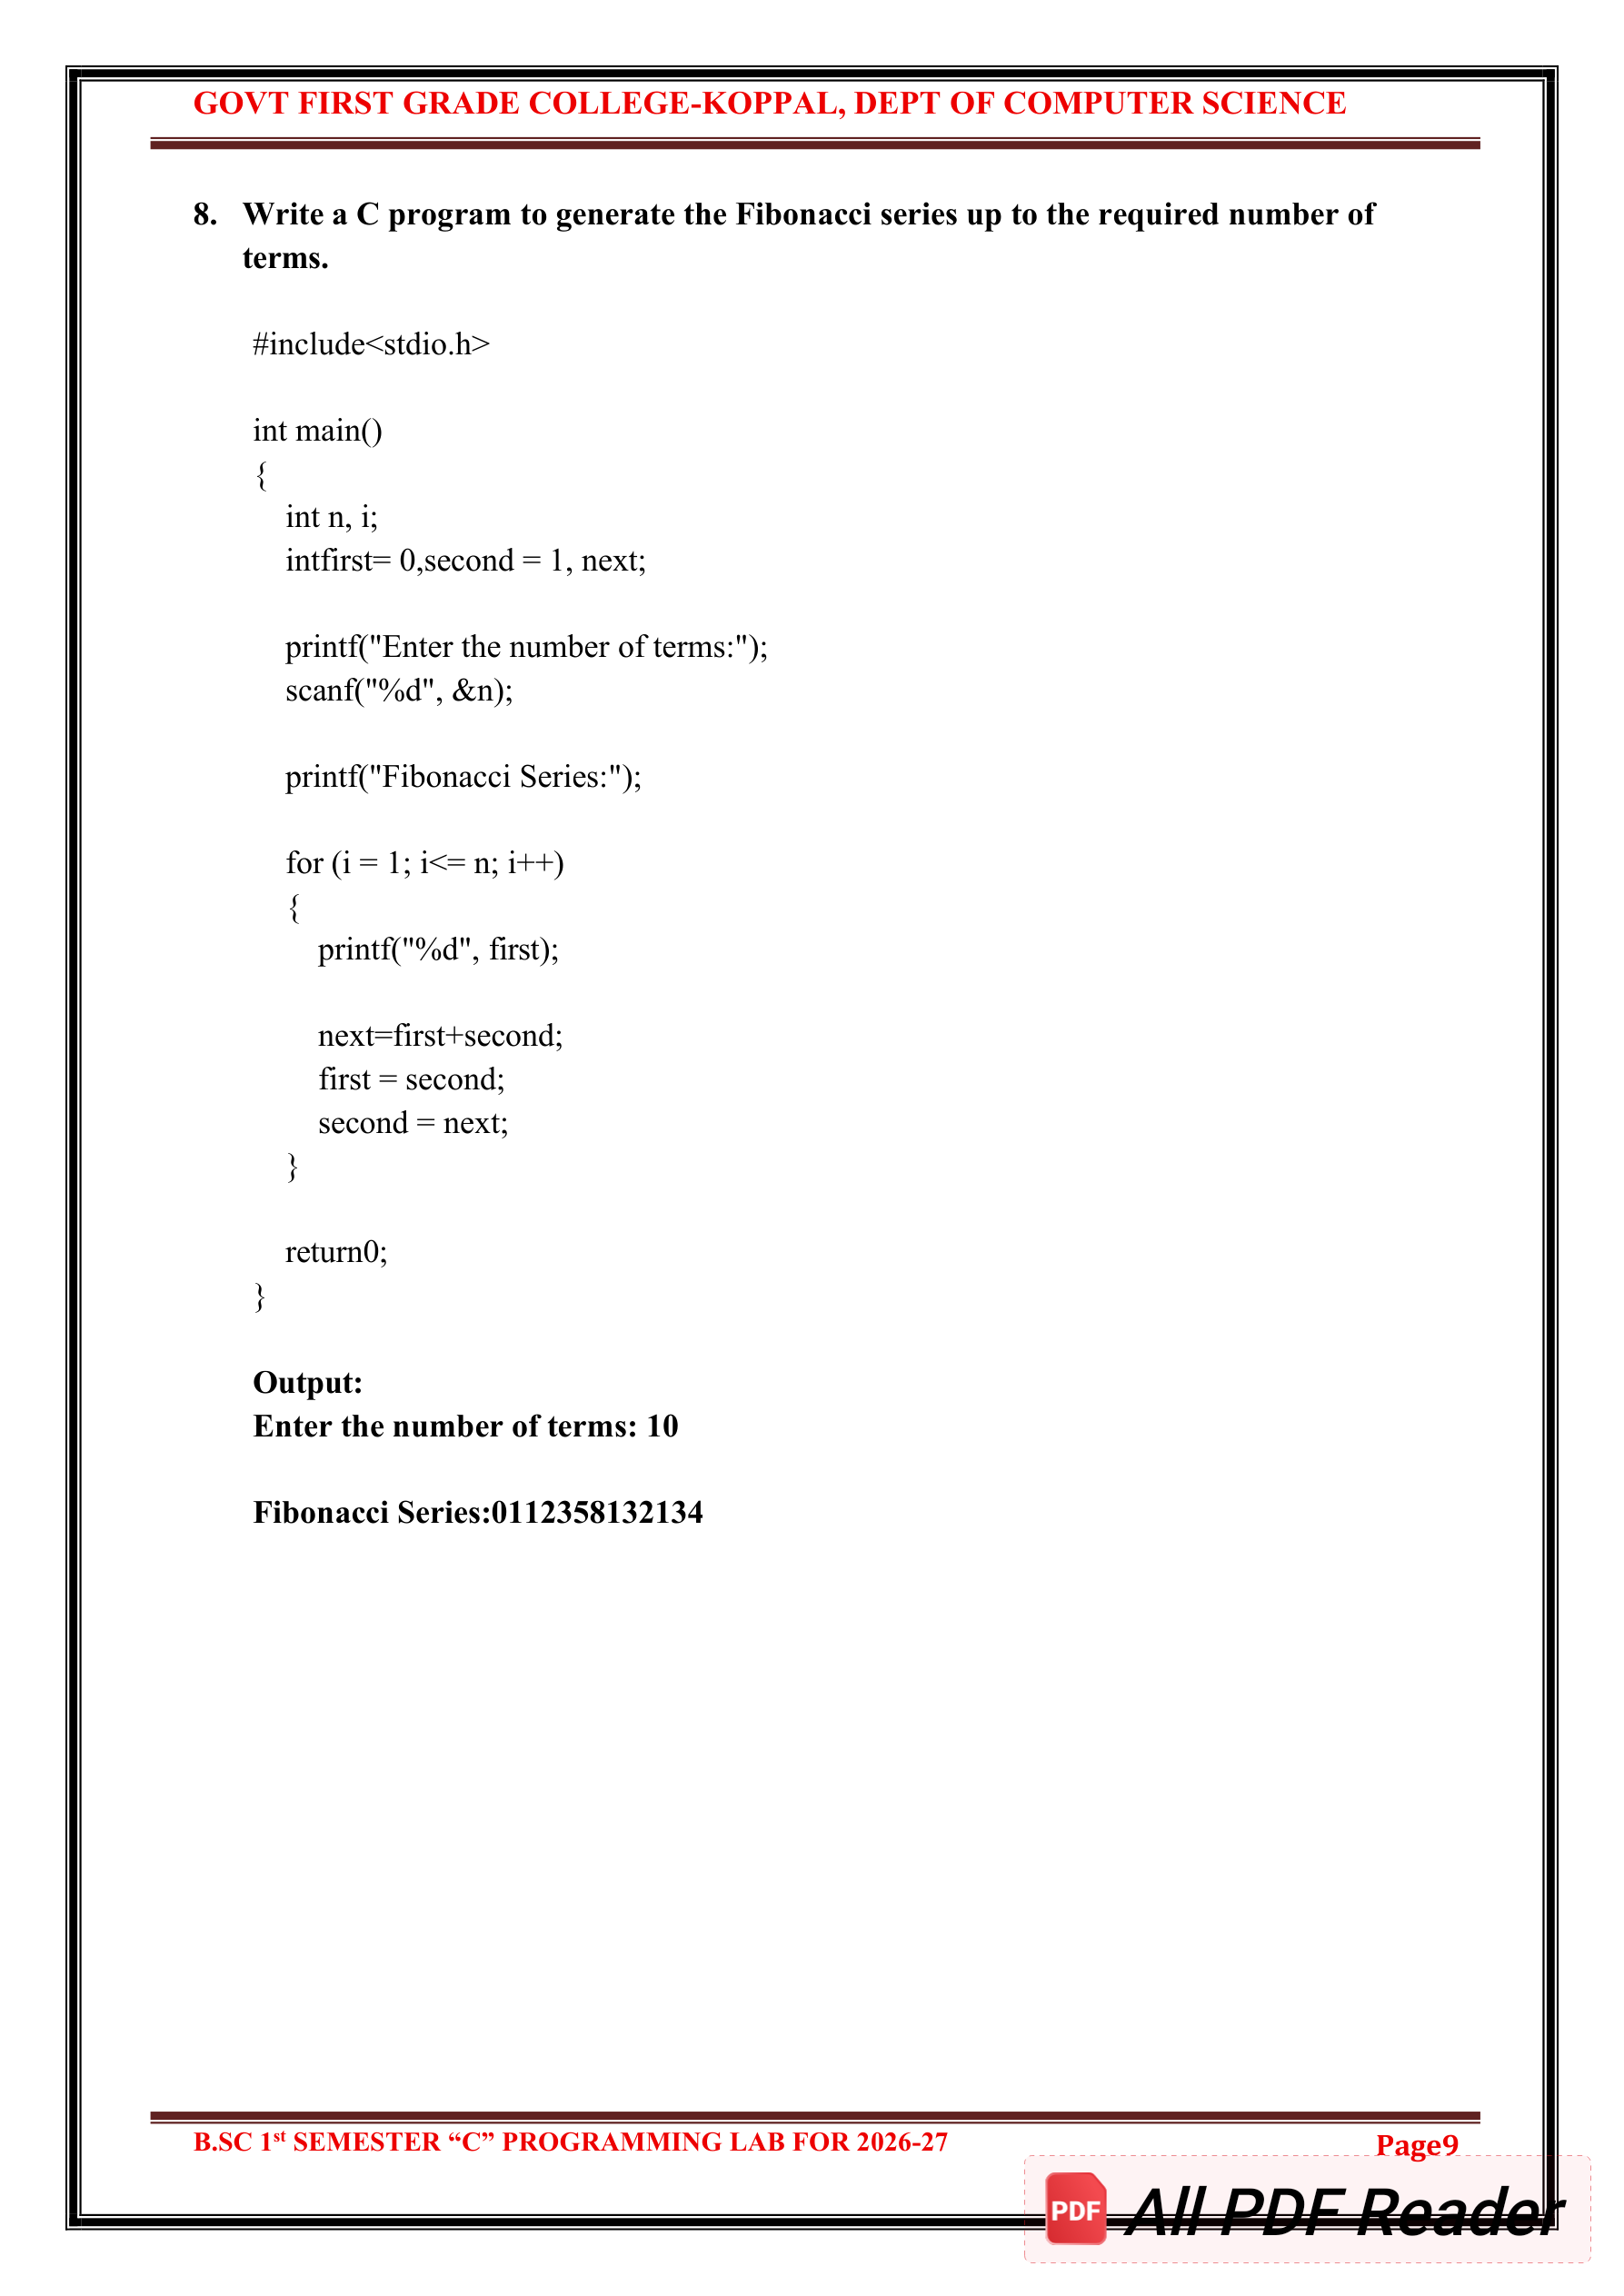 GOVT FIRST GRADE COLLEGE-KOPPAL, DEPT OF COMPUTER SCIENCE
8. Write a C program to generate the Fibonacci series up to the required number of
terms.
#include<stdio.h>
int main()
{
int n, i;
intfirst= 0,second = 1, next;
printf("Enter the number of terms:");
scanf("%d", &n);
printf("Fibonacci Series:");
for (i = 1; i<= n; i++)
{
printf("%d", first);
next=first+second;
first = second;
second = next;
}
return0;
}
Output:
Enter the number of terms: 10
Fibonacci Series:0112358132134
B.SC 1st SEMESTER “C” PROGRAMMING LAB FOR 2026-27
Page9
PDF All PDF Reader